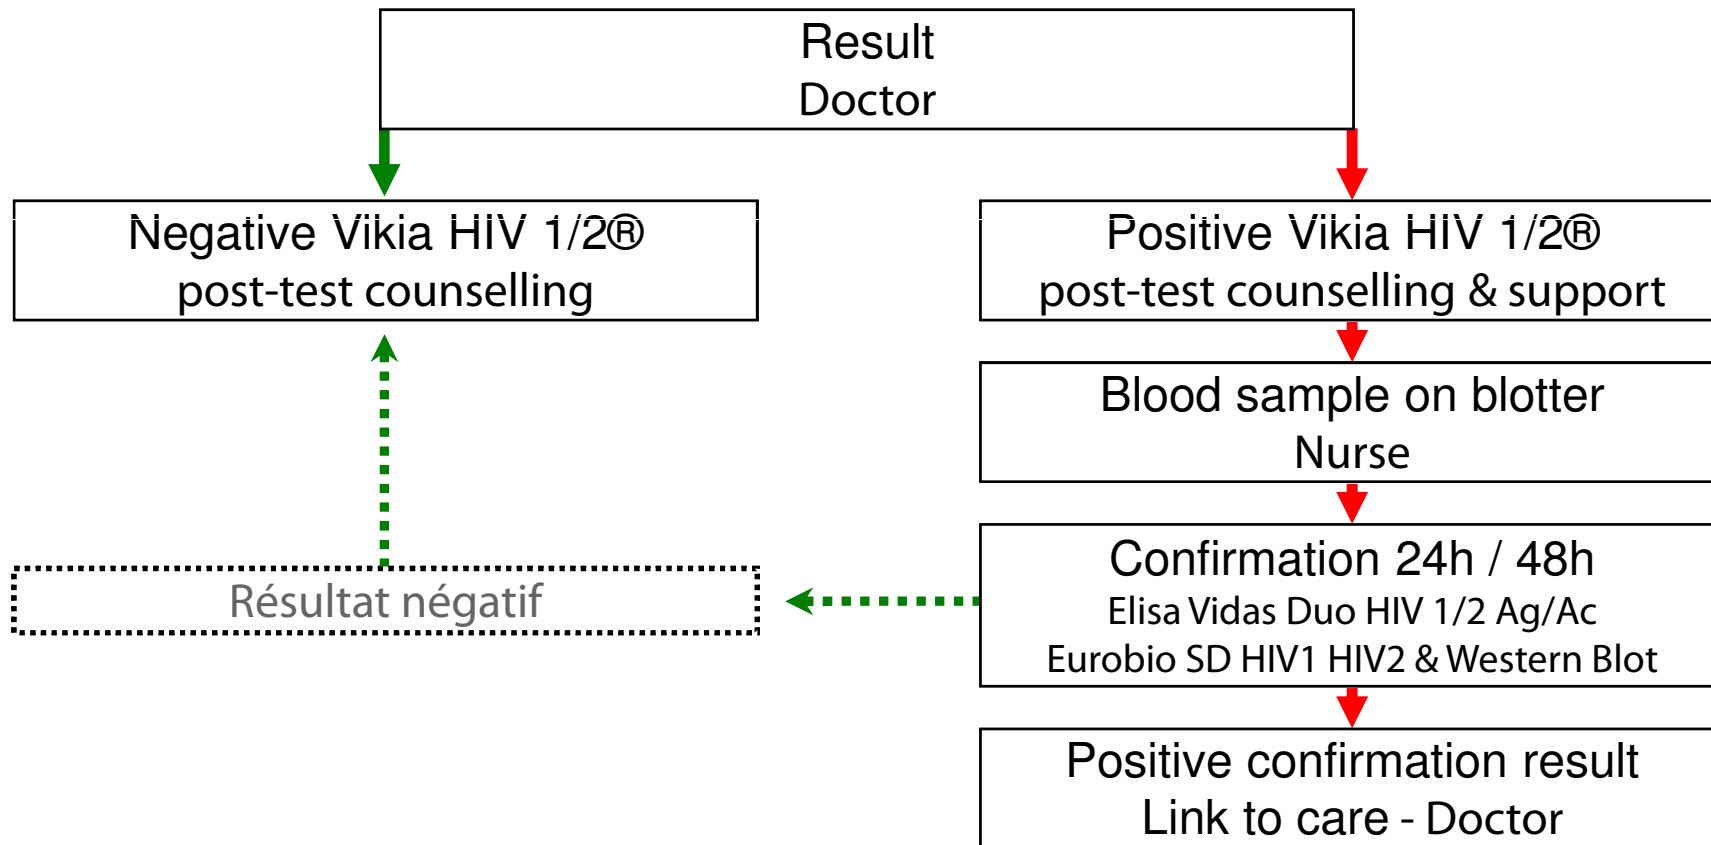 Result
Doctor
Negative Vikia HIV 1/2®
post-test counselling
Positive Vikia HIV 1/2®
post-test counselling & support
Blood sample on blotter
Nurse
Confirmation 24h / 48h
Elisa Vidas Duo HIV 1/2 Ag/Ac
Eurobio SD HIV1 HIV2 & Western Blot
Résultat négatif
Positive confirmation result
Link to care - Doctor